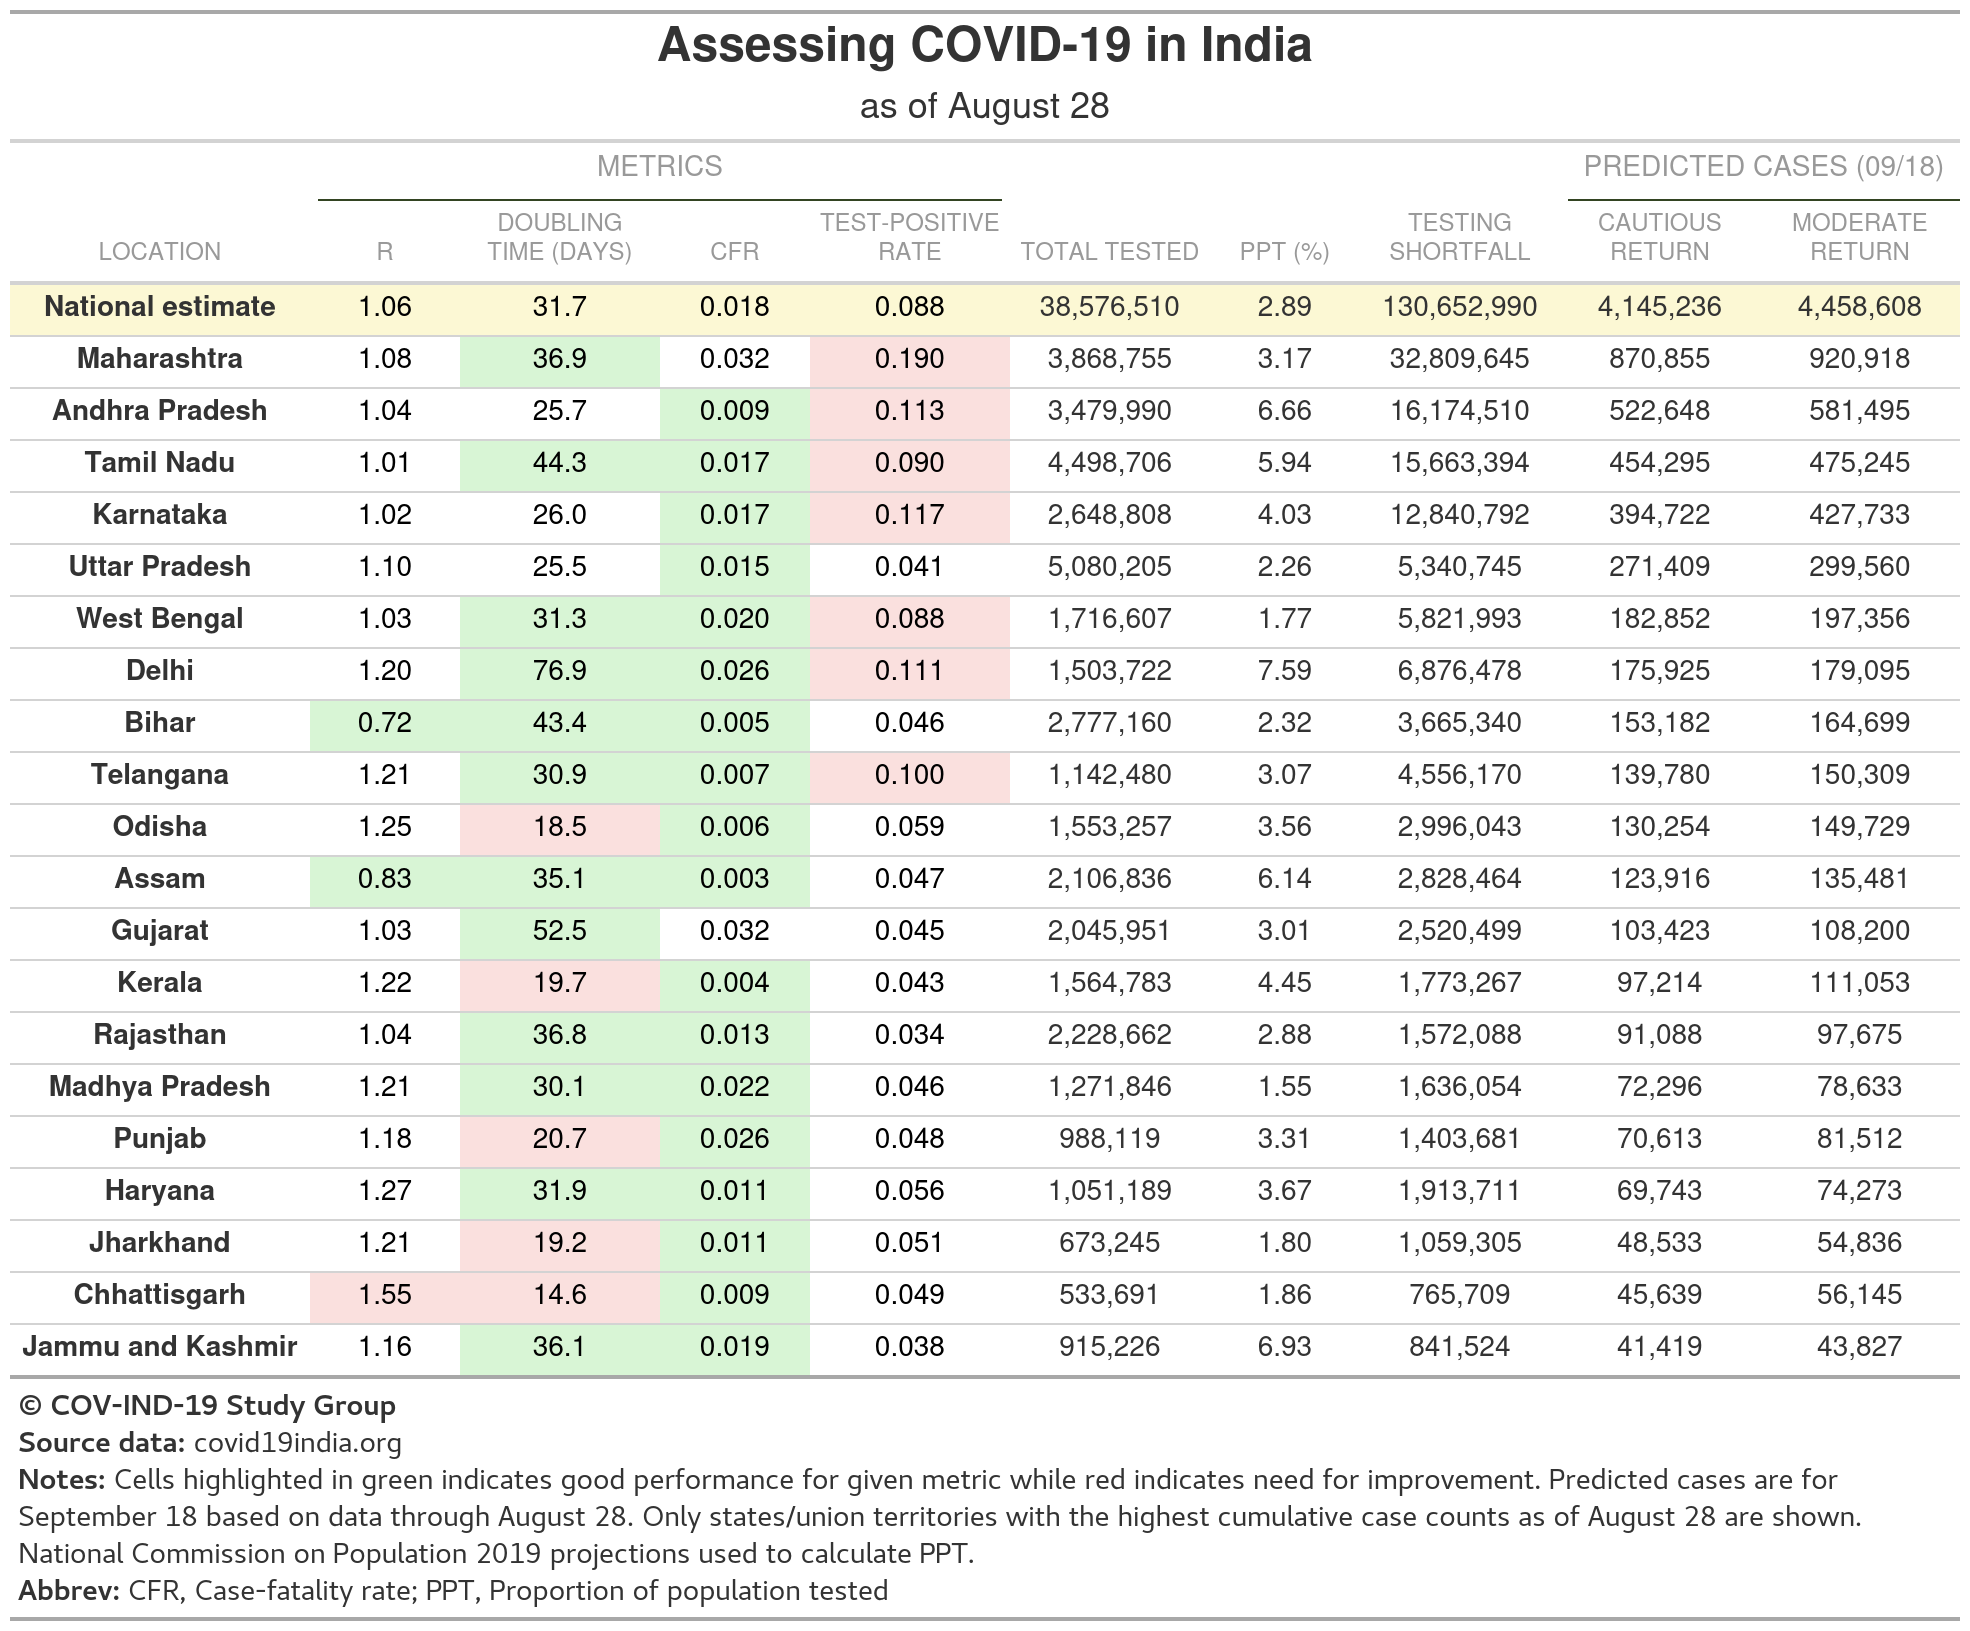 Assessing COVID-19 in India
as of August 28
METRICS PREDICTED CASES (09/18)
LOCATION R DOUBLING TIME (DAYS) CFR TEST-POSITIVE RATE TOTAL TESTED PPT (%) TESTING SHORTFALL CAUTIOUS RETURN MODERATE RETURN
National estimate 1.06 31.7 0.018 0.088 38,576,510 2.89 130,652,990 4,145,236 4,458,608
Maharashtra 1.08 36.9 0.032 0.190 3,868,755 3.17 32,809,645 870,855 920,918
Andhra Pradesh 1.04 25.7 0.009 0.113 3,479,990 6.66 16,174,510 522,648 581,495
Tamil Nadu 1.01 44.3 0.017 0.090 4,498,706 5.94 15,663,394 454,295 475,245
Karnataka 1.02 26.0 0.017 0.117 2,648,808 4.03 12,840,792 394,722 427,733
Uttar Pradesh 1.10 25.5 0.015 0.041 5,080,205 2.26 5,340,745 271,409 299,560
West Bengal 1.03 31.3 0.020 0.088 1,716,607 1.77 5,821,993 182,852 197,356
Delhi 1.20 76.9 0.026 0.111 1,503,722 7.59 6,876,478 175,925 179,095
Bihar 0.72 43.4 0.005 0.046 2,777,160 2.32 3,665,340 153,182 164,699
Telangana 1.21 30.9 0.007 0.100 1,142,480 3.07 4,556,170 139,780 150,309
Odisha 1.25 18.5 0.006 0.059 1,553,257 3.56 2,996,043 130,254 149,729
Assam 0.83 35.1 0.003 0.047 2,106,836 6.14 2,828,464 123,916 135,481
Gujarat 1.03 52.5 0.032 0.045 2,045,951 3.01 2,520,499 103,423 108,200
Kerala 1.22 19.7 0.004 0.043 1,564,783 4.45 1,773,267 97,214 111,053
Rajasthan 1.04 36.8 0.013 0.034 2,228,662 2.88 1,572,088 91,088 97,675
Madhya Pradesh 1.21 30.1 0.022 0.046 1,271,846 1.55 1,636,054 72,296 78,633
Punjab 1.18 20.7 0.026 0.048 988,119 3.31 1,403,681 70,613 81,512
Haryana 1.27 31.9 0.011 0.056 1,051,189 3.67 1,913,711 69,743 74,273
Jharkhand 1.21 19.2 0.011 0.051 673,245 1.80 1,059,305 48,533 54,836
Chhattisgarh 1.55 14.6 0.009 0.049 533,691 1.86 765,709 45,639 56,145
Jammu and Kashmir 1.16 36.1 0.019 0.038 915,226 6.93 841,524 41,419 43,827
© COV-IND-19 Study Group
Source data: covid19india.org
Notes: Cells highlighted in green indicates good performance for given metric while red indicates need for improvement. Predicted cases are for
September 18 based on data through August 28. Only states/union territories with the highest cumulative case counts as of August 28 are shown.
National Commission on Population 2019 projections used to calculate PPT.
Abbrev: CFR, Case-fatality rate; PPT, Proportion of population tested